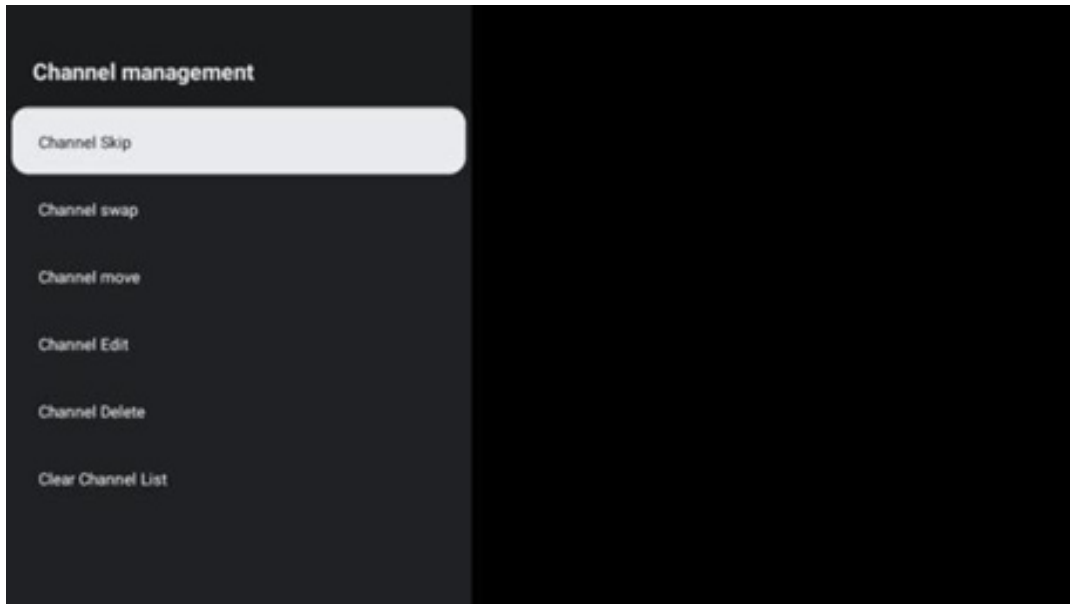 Channel management
Channel Skip
Channel swap
Channel move
Channel Edit
Channel Delete
Clear Channel List